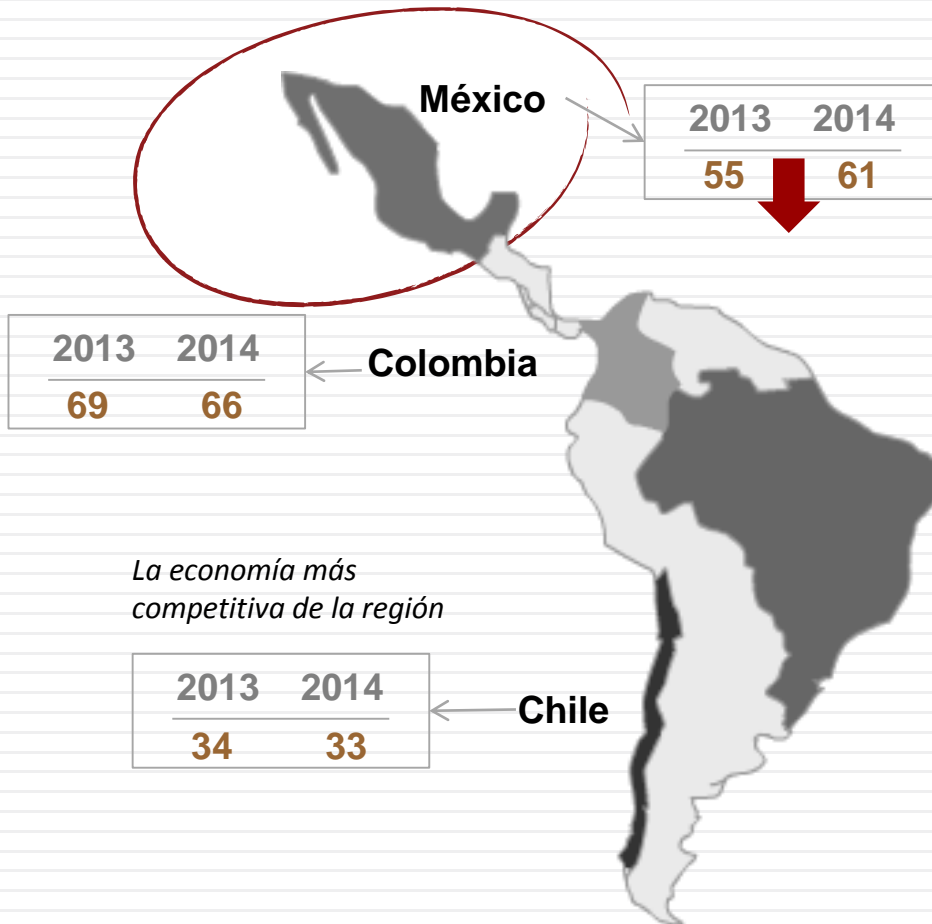 México
2013 2014
55 61
2013 2014
69 66
Colombia
La economía más
competitiva de la región
2013 2014
34 33
Chile